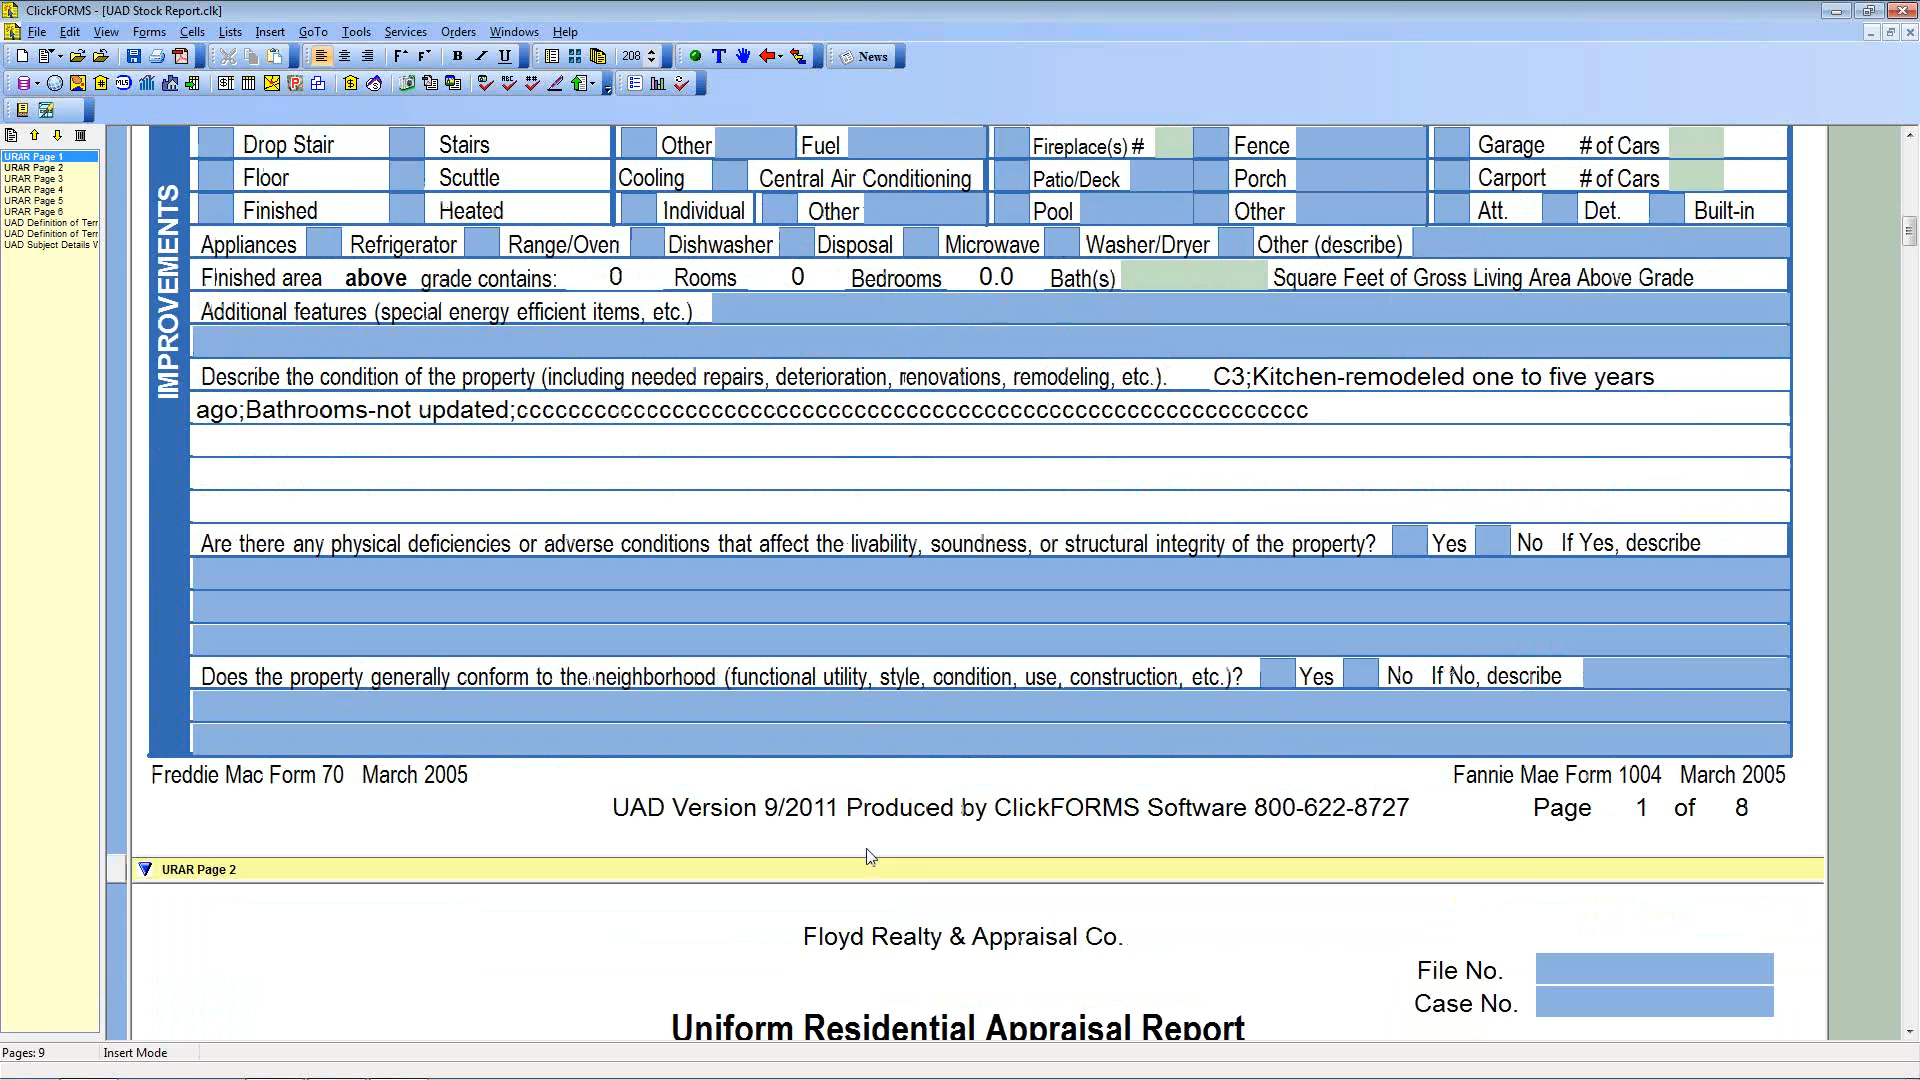 ClickFORMS - [UAD Stock Report.clk]
File Edit View Forms Cells Lists Insert GoTo Tools Services Orders Windows Help
B I U 208 T News
URAR Page 1
URAR Page 2
URAR Page 3
URAR Page 4
URAR Page 5
URAR Page 6
UAD Definition of Terr
UAD Definition of Terr
UAD Subject Details V
IMPROVEMENTS
Drop Stair Stairs Other Fuel Fireplace(s) # Fence Garage # of Cars
Floor Scuttle Cooling Central Air Conditioning Patio/Deck Porch Carport # of Cars
Finished Heated Individual Other Pool Other Att. Det. Built-in
Appliances Refrigerator Range/Oven Dishwasher Disposal Microwave Washer/Dryer Other (describe)
Finished area above grade contains: 0 Rooms 0 Bedrooms 0.0 Bath(s) Square Feet of Gross Living Area Above Grade
Additional features (special energy efficient items, etc.)
Describe the condition of the property (including needed repairs, deterioration, renovations, remodeling, etc.). C3;Kitchen-remodeled one to five years
ago;Bathrooms-not updated;ccccccccccccccccccccccccccccccccccccccccccccccccccccccccccccc
Are there any physical deficiencies or adverse conditions that affect the livability, soundness, or structural integrity of the property? Yes No If Yes, describe
Does the property generally conform to the neighborhood (functional utility, style, condition, use, construction, etc.)? Yes No If No, describe
Freddie Mac Form 70 March 2005 Fannie Mae Form 1004 March 2005
UAD Version 9/2011 Produced by ClickFORMS Software 800-622-8727 Page 1 of 8
URAR Page 2
Floyd Realty & Appraisal Co.
File No.
Case No.
Uniform Residential Appraisal Report
Pages: 9 Insert Mode